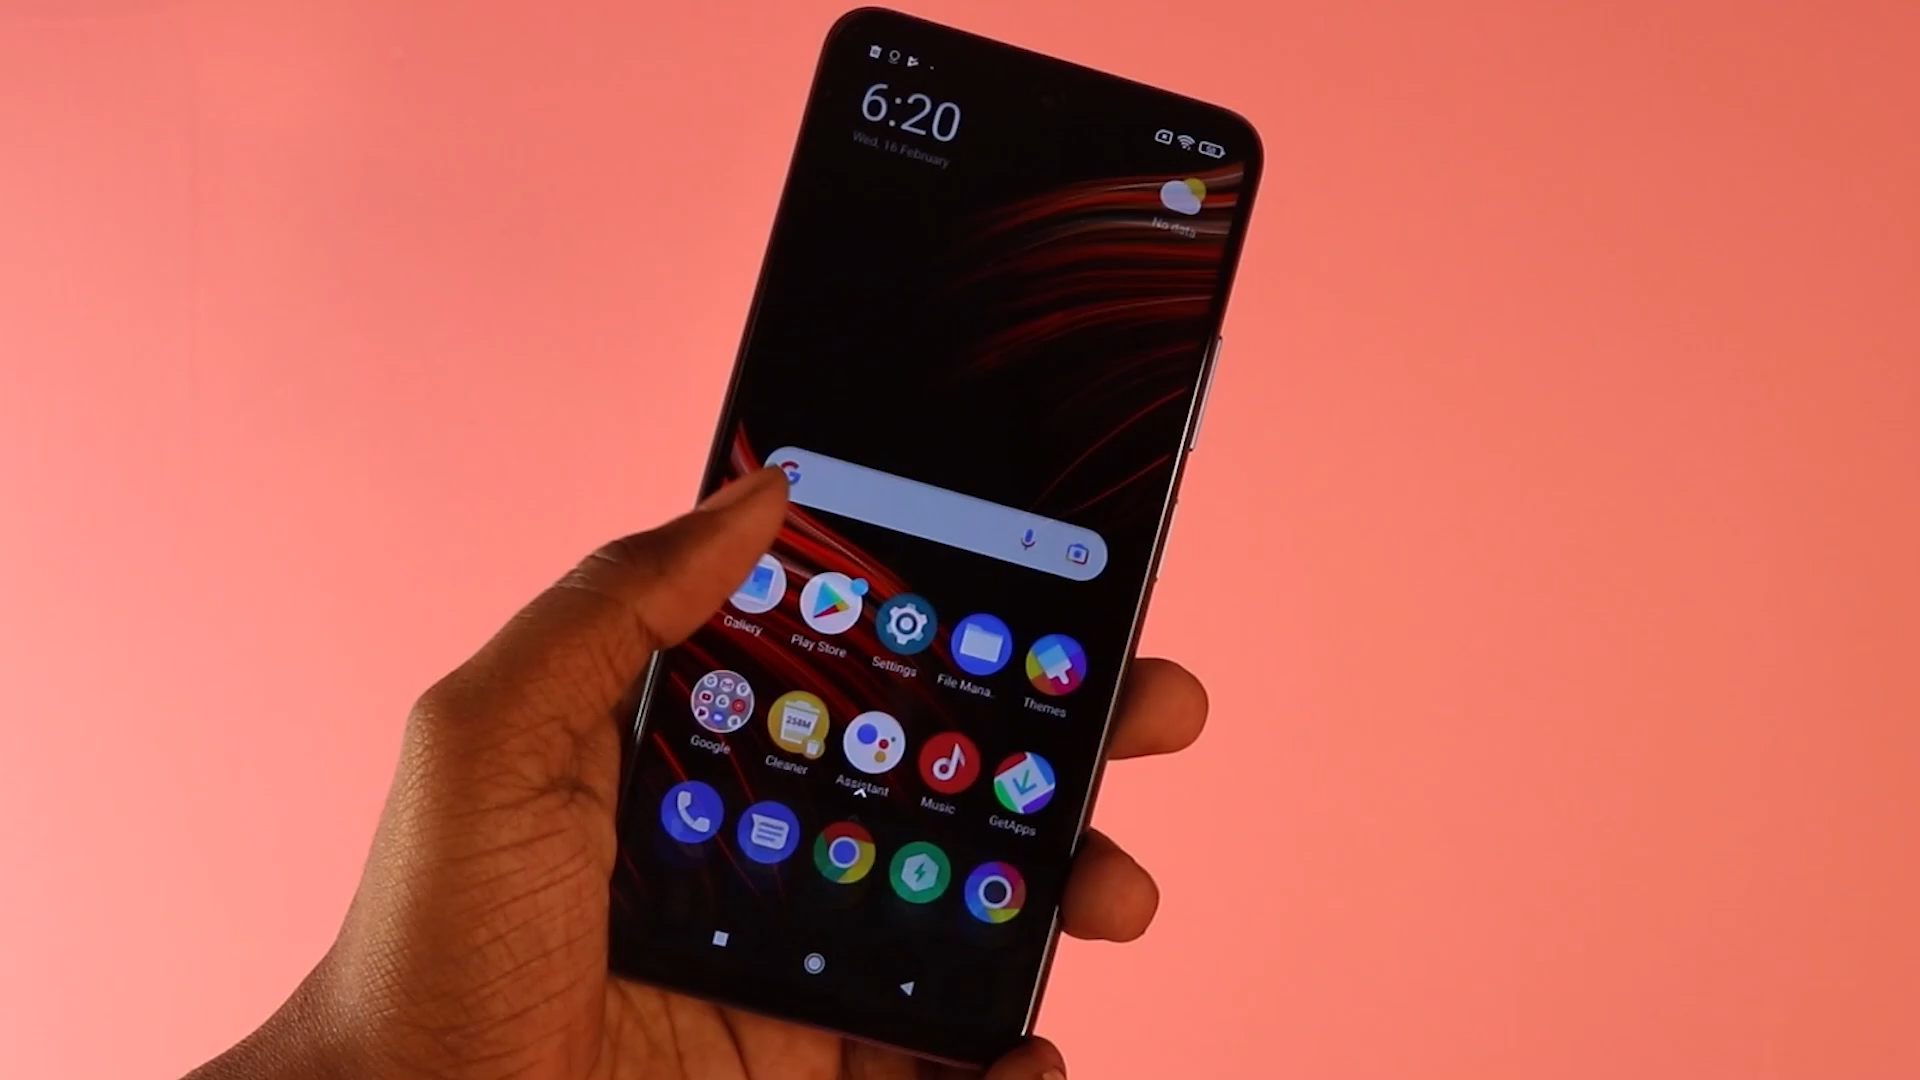 6:20
Wed, 16 February
No data
Gallery
Play Store
Settings
File Mana..
Themes
Google
258M
Cleaner
Assistant
Music
GetApps